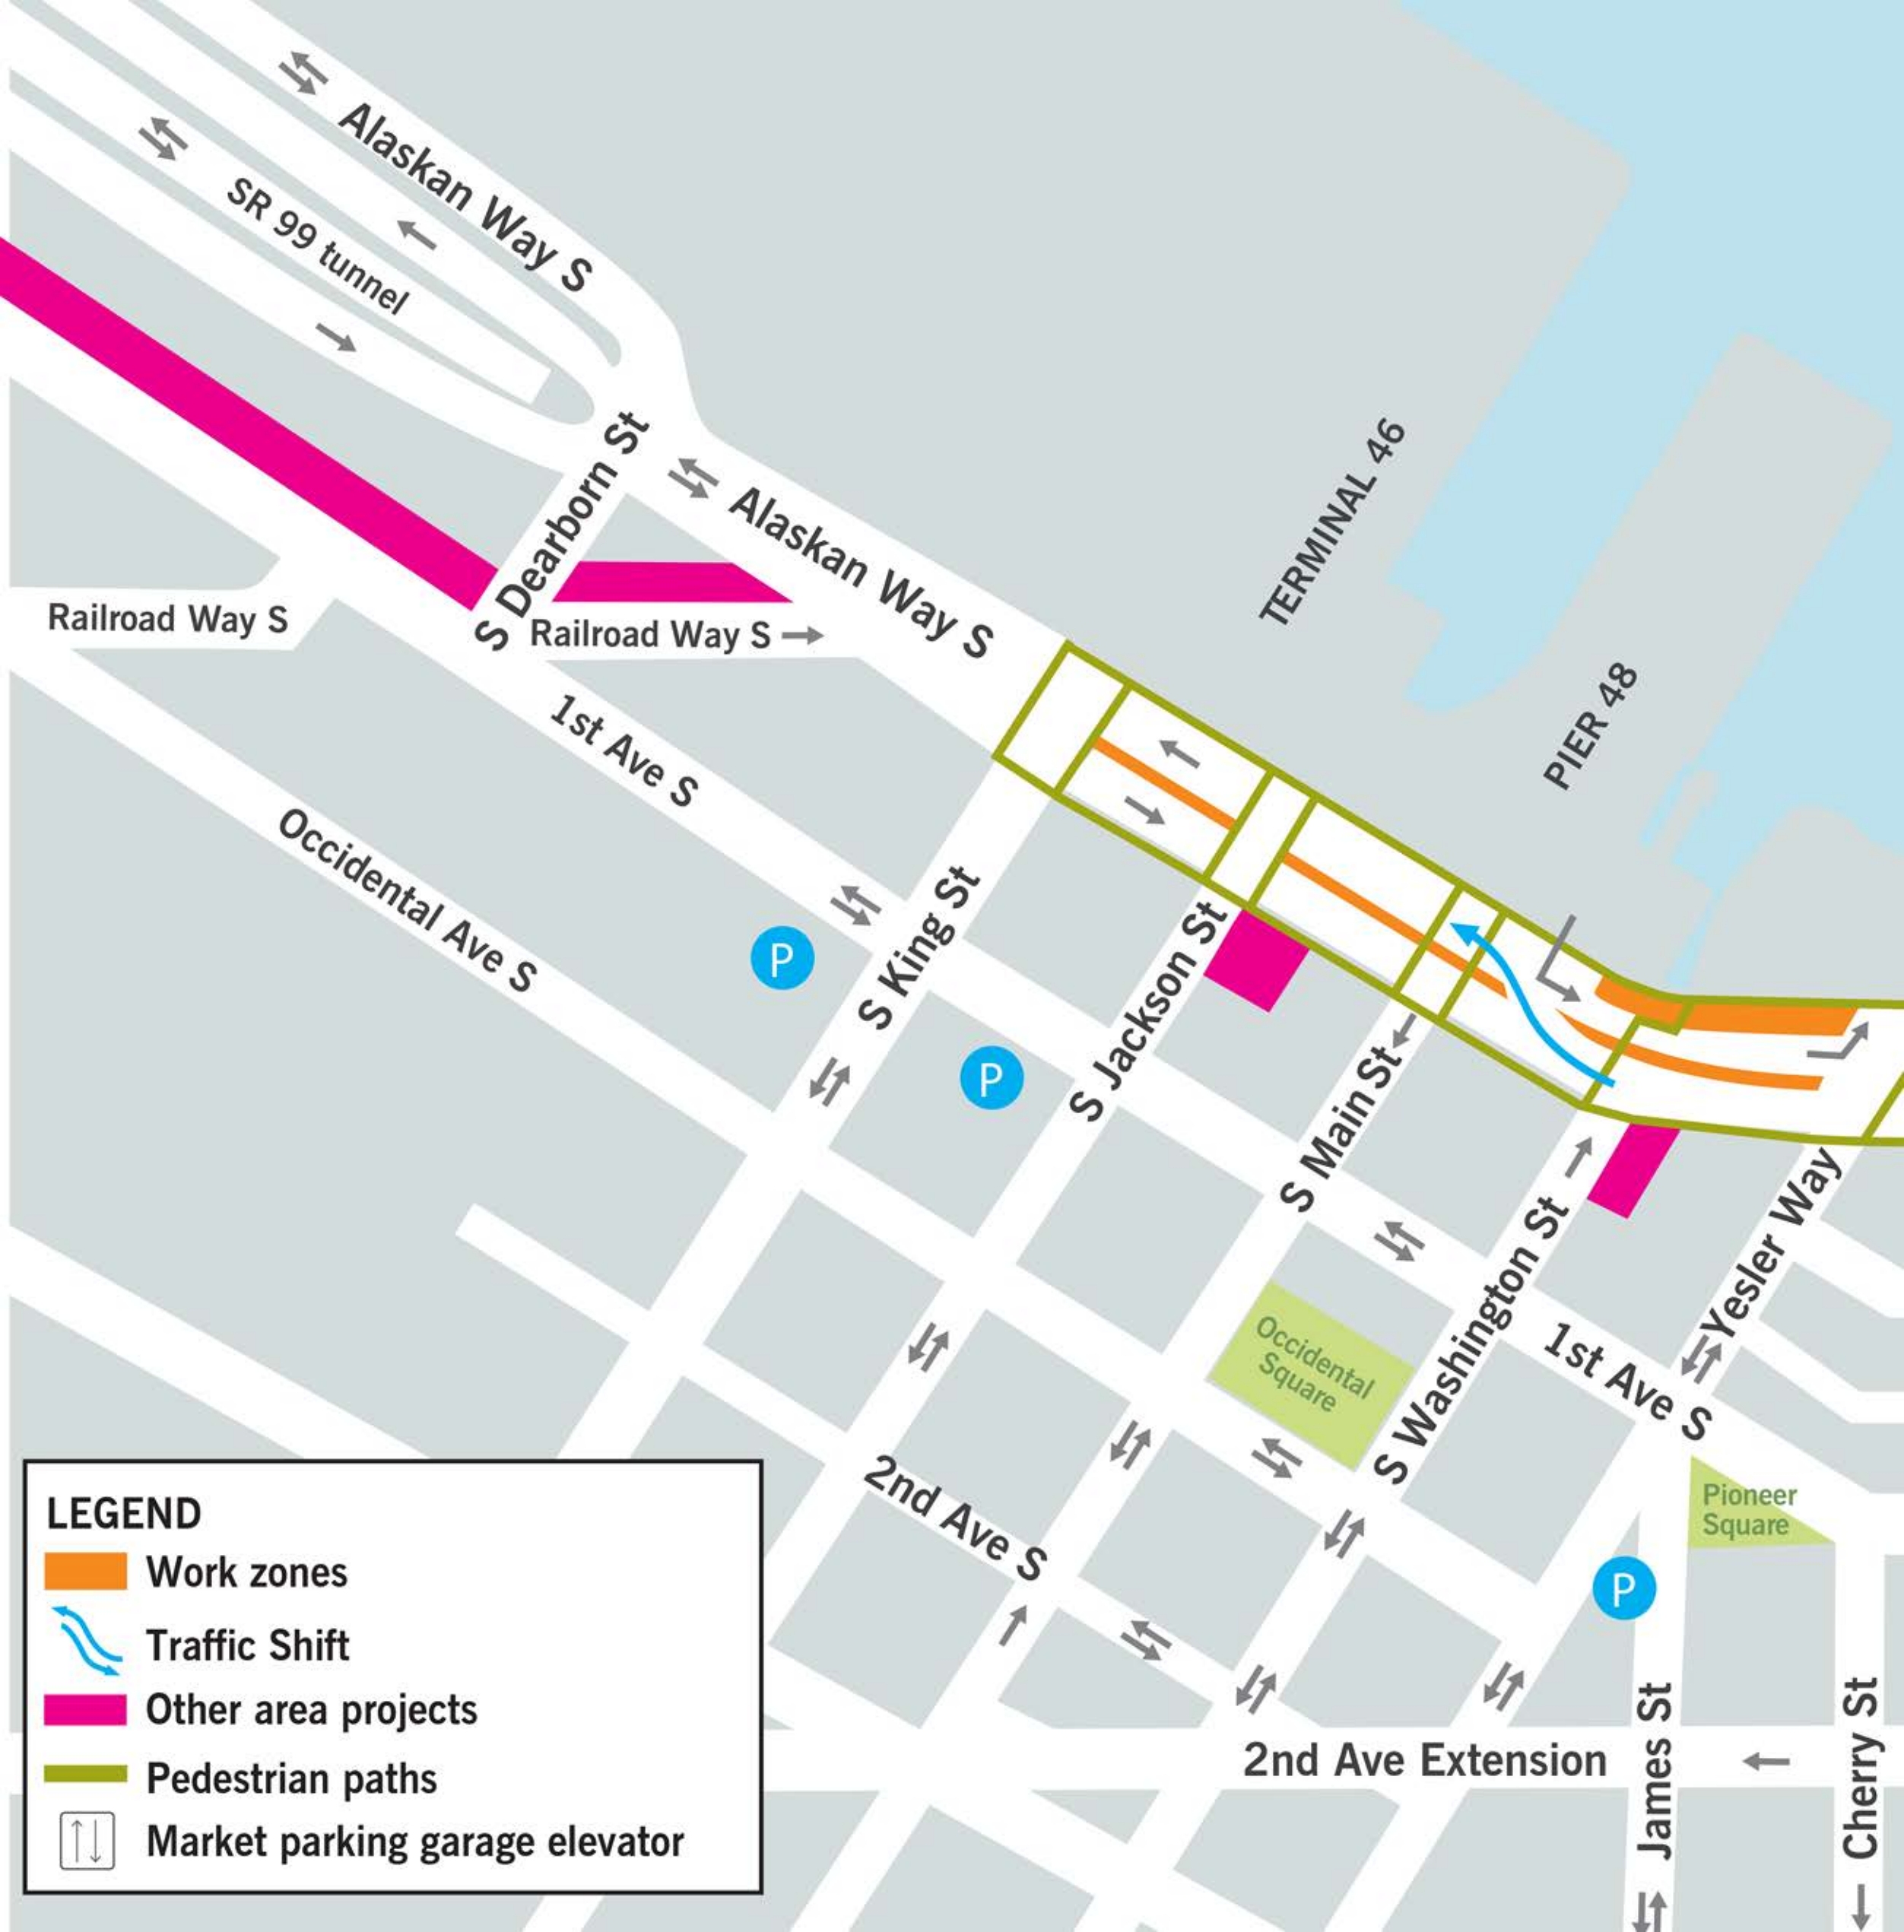 Alaskan Way S
SR 99 tunnel
S Dearborn St
Alaskan Way S
TERMINAL 46
PIER 48
Railroad Way S
Railroad Way S
1st Ave S
Occidental Ave S
P
S King St
S Jackson St
P
S Main St
S Washington St
Yesler Way
Occidental
Square
1st Ave S
2nd Ave S
Pioneer
Square
P
2nd Ave Extension
James St
Cherry St
LEGEND
Work zones
Traffic Shift
Other area projects
Pedestrian paths
Market parking garage elevator